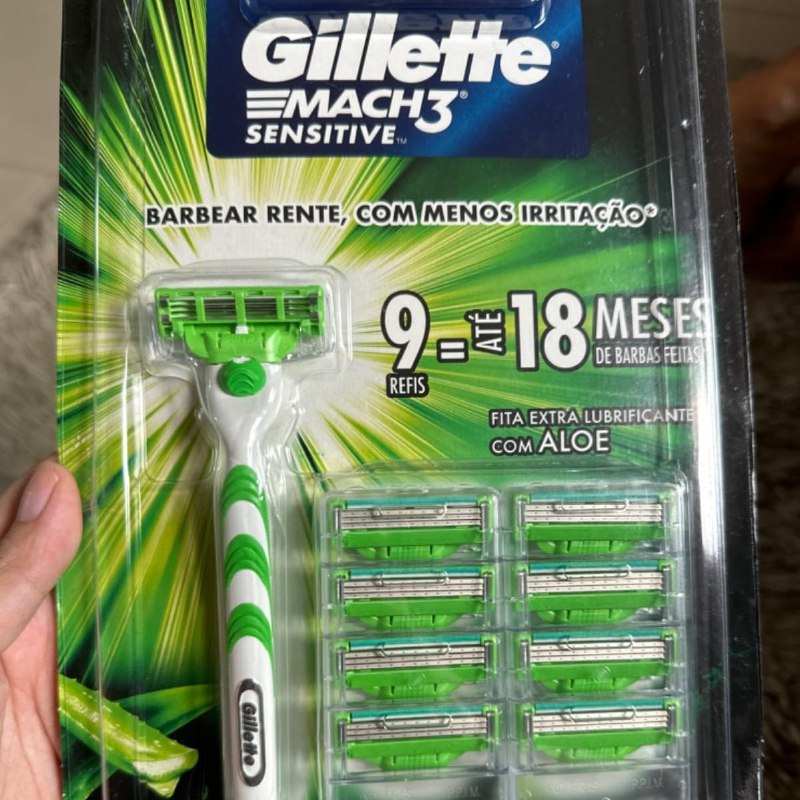 Gillette®
MACH3®
SENSITIVE™
BARBEAR RENTE, COM MENOS IRRITAÇÃO*
9 = ATÉ 18 MESES
REFIS
DE BARBAS FEITAS
FITA EXTRA LUBRIFICANTE
COM ALOE
Gillette